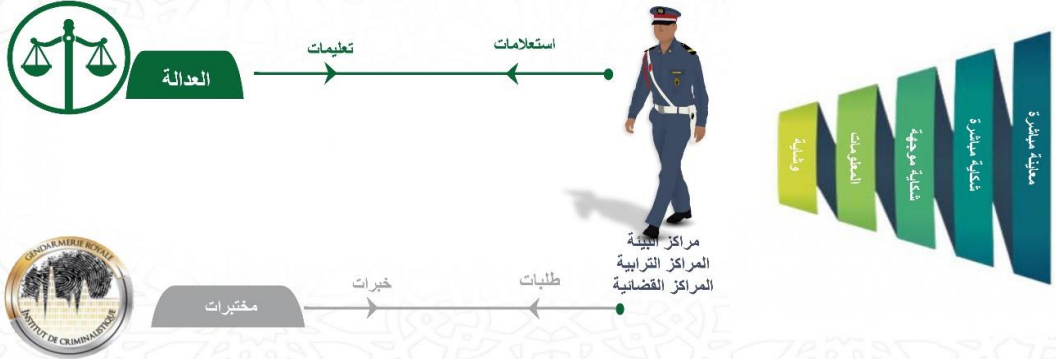 معاينة مباشرة
شكاية مباشرة
شكاية موجهة
المعلومات
وشاية
استعلامات
تعليمات
العدالة
مراكز البيئة
المراكز الترابية
المراكز القضائية
طلبات
خبرات
مختبرات
GENDARMERIE ROYALE
INSTITUT DE CRIMINALISTIQUE